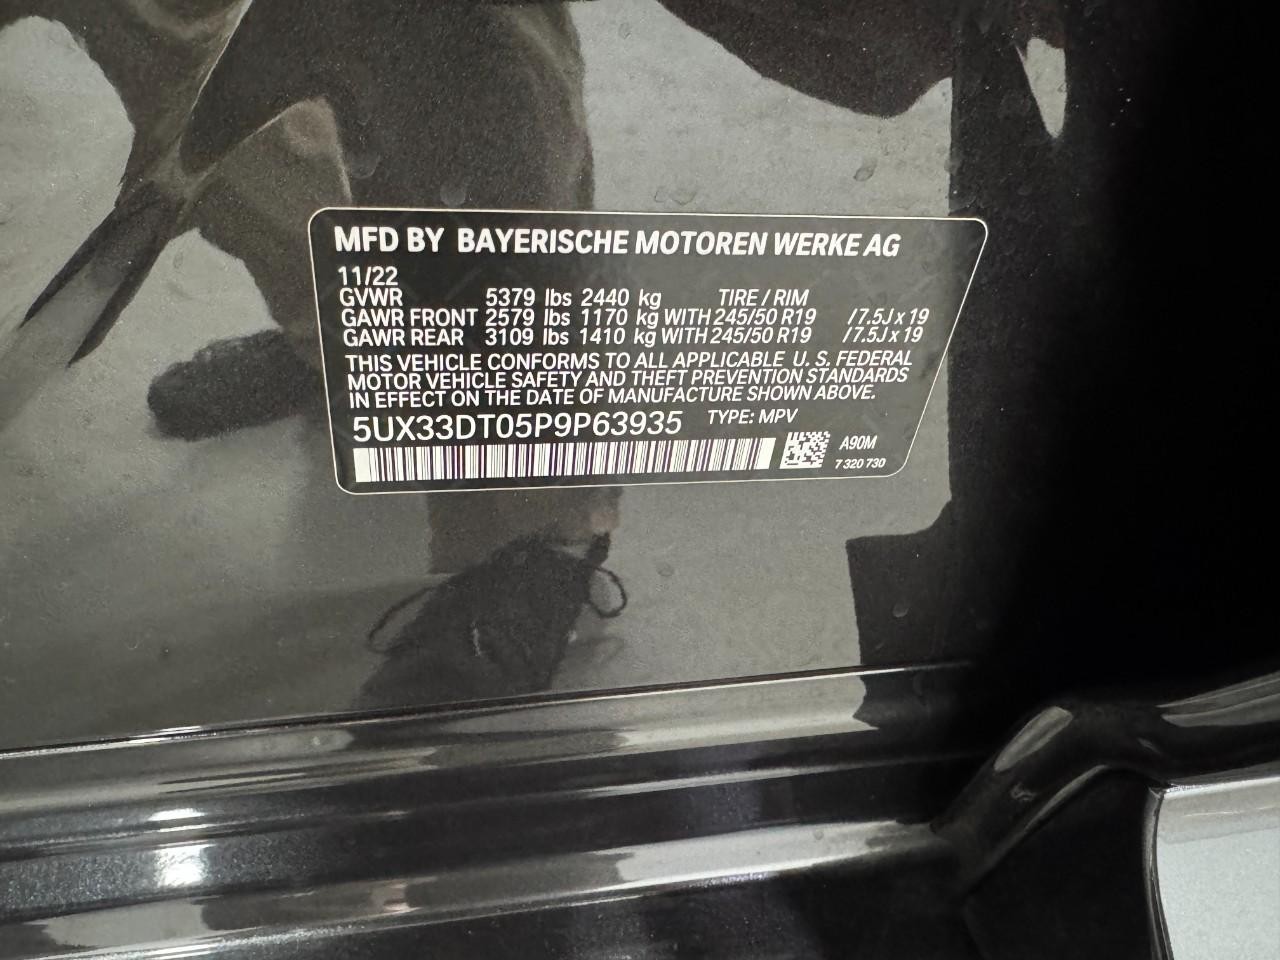 MFD BY BAYERISCHE MOTOREN WERKE AG
11/22
GVWR 5379 lbs 2440 kg TIRE / RIM
GAWR FRONT 2579 lbs 1170 kg WITH 245/50 R19 / 7.5J x 19
GAWR REAR 3109 lbs 1410 kg WITH 245/50 R19 / 7.5J x 19
THIS VEHICLE CONFORMS TO ALL APPLICABLE U. S. FEDERAL
MOTOR VEHICLE SAFETY AND THEFT PREVENTION STANDARDS
IN EFFECT ON THE DATE OF MANUFACTURE SHOWN ABOVE.
5UX33DT05P9P63935 TYPE: MPV
A90M
7 320 730